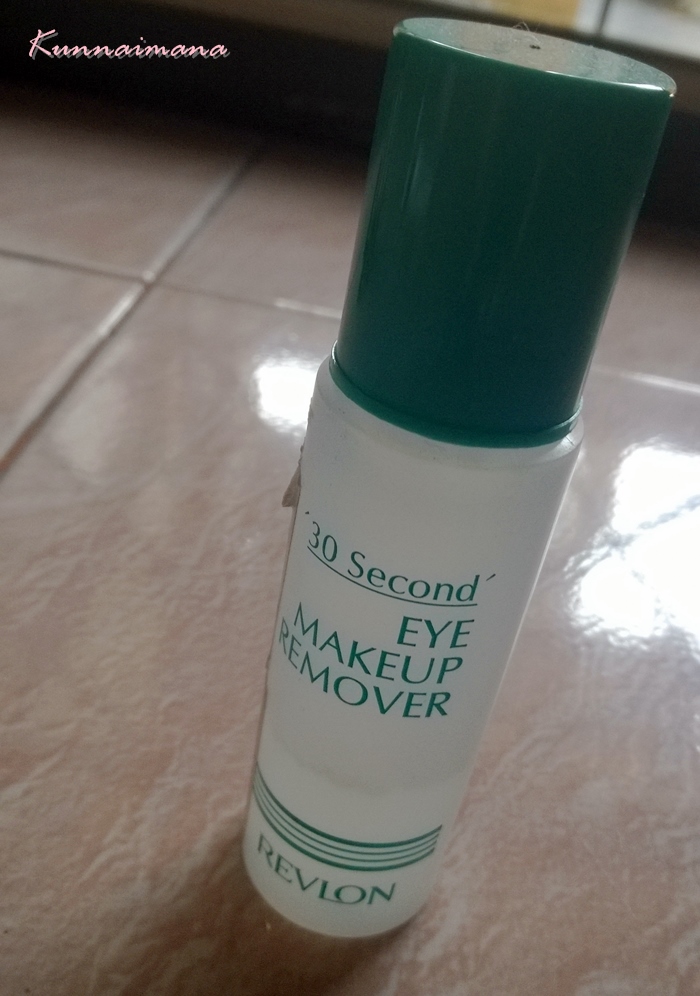 Kunnaimana
´30 Second´
EYE
MAKEUP
REMOVER
REVLON